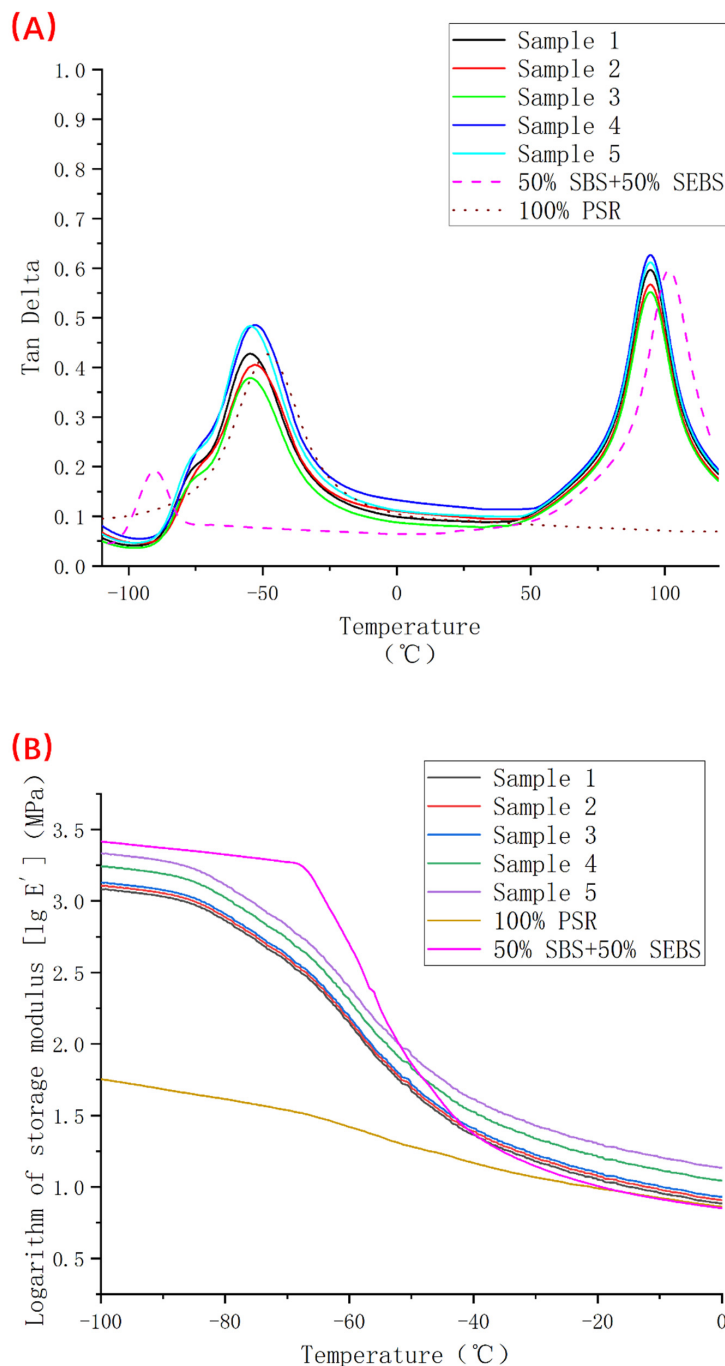 (A)
Sample 1
Sample 2
Sample 3
Sample 4
Sample 5
50% SBS+50% SEBS
100% PSR
1.0
0.9
0.8
0.7
0.6
0.5
0.4
0.3
0.2
0.1
0.0
Tan Delta
-100 -50 0 50 100
Temperature
(℃)
(B)
Sample 1
Sample 2
Sample 3
Sample 4
Sample 5
100% PSR
50% SBS+50% SEBS
3.5
3.0
2.5
2.0
1.5
1.0
0.5
Logarithm of storage modulus [lg E′] (MPa)
-100 -80 -60 -40 -20 0
Temperature (℃)